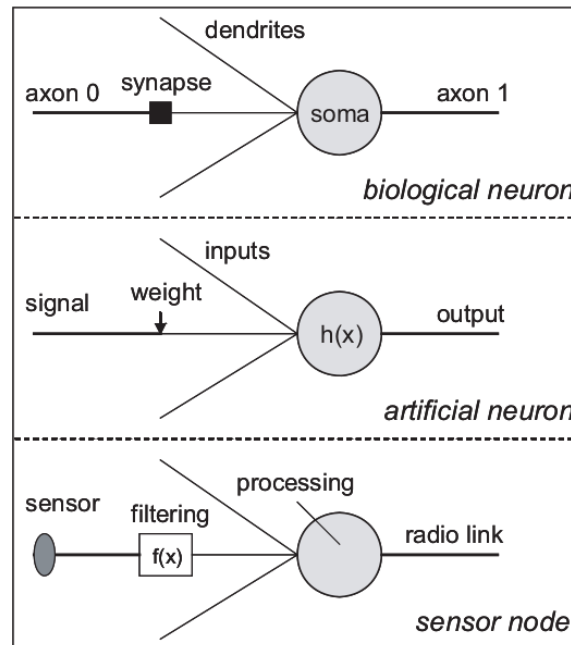 dendrites
synapse
axon 0
axon 1
soma
biological neuron
inputs
weight
signal
output
h(x)
artificial neuron
processing
sensor
filtering
radio link
f(x)
sensor node